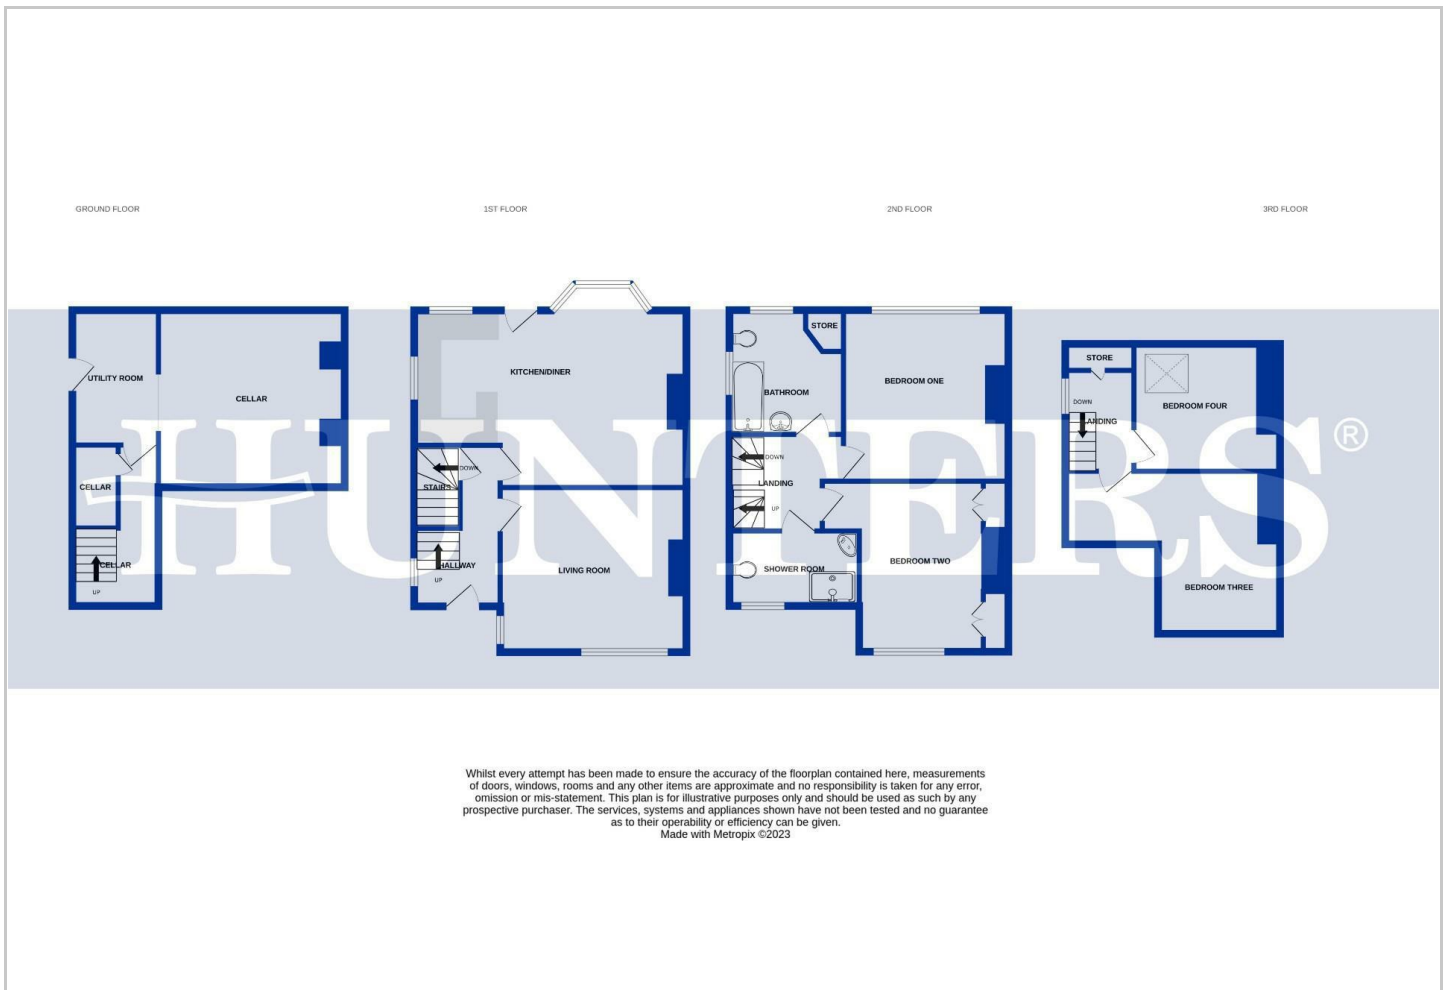 GROUND FLOOR
1ST FLOOR
2ND FLOOR
3RD FLOOR
UTILITY ROOM
CELLAR
CELLAR
CELLAR
UP
KITCHEN/DINER
DOWN
STAIRS
HALLWAY
UP
LIVING ROOM
STORE
BATHROOM
BEDROOM ONE
DOWN
LANDING
UP
SHOWER ROOM
BEDROOM TWO
STORE
DOWN
LANDING
BEDROOM FOUR
BEDROOM THREE
HUNTERS®
Whilst every attempt has been made to ensure the accuracy of the floorplan contained here, measurements
of doors, windows, rooms and any other items are approximate and no responsibility is taken for any error,
omission or mis-statement. This plan is for illustrative purposes only and should be used as such by any
prospective purchaser. The services, systems and appliances shown have not been tested and no guarantee
as to their operability or efficiency can be given.
Made with Metropix ©2023